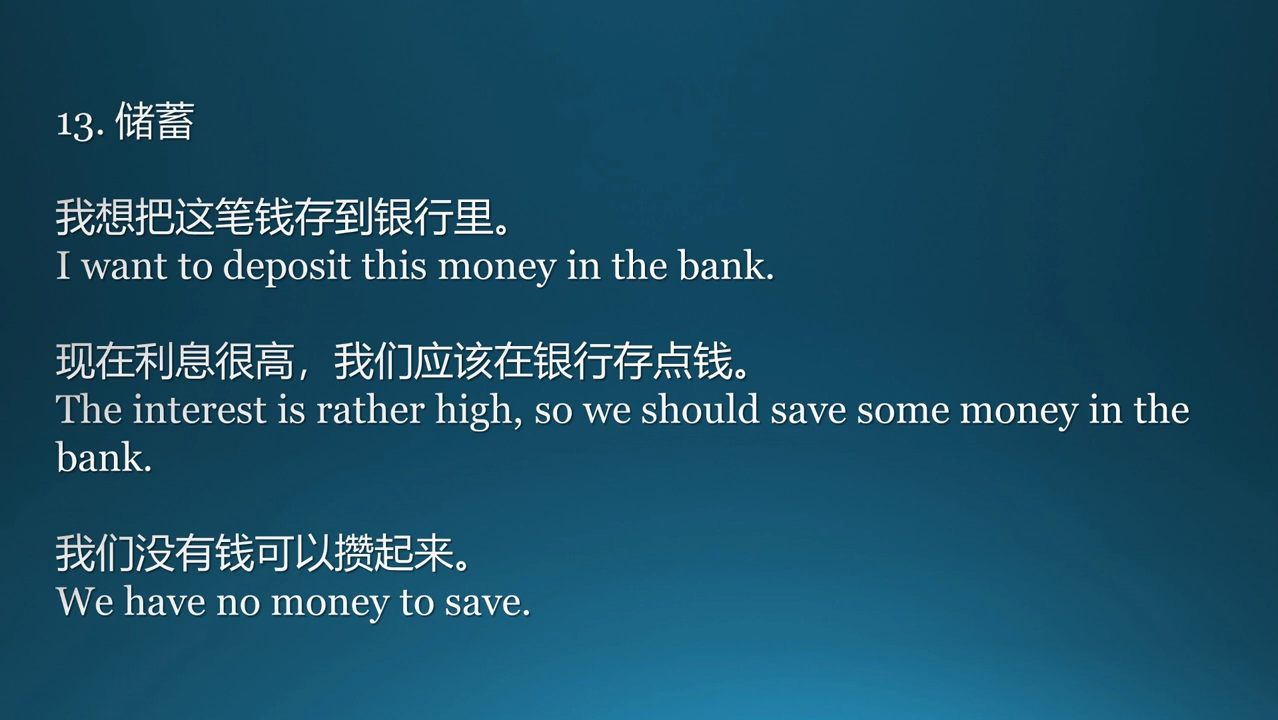 13. 储蓄
我想把这笔钱存到银行里。
I want to deposit this money in the bank.
现在利息很高，我们应该在银行存点钱。
The interest is rather high, so we should save some money in the
bank.
我们没有钱可以攒起来。
We have no money to save.